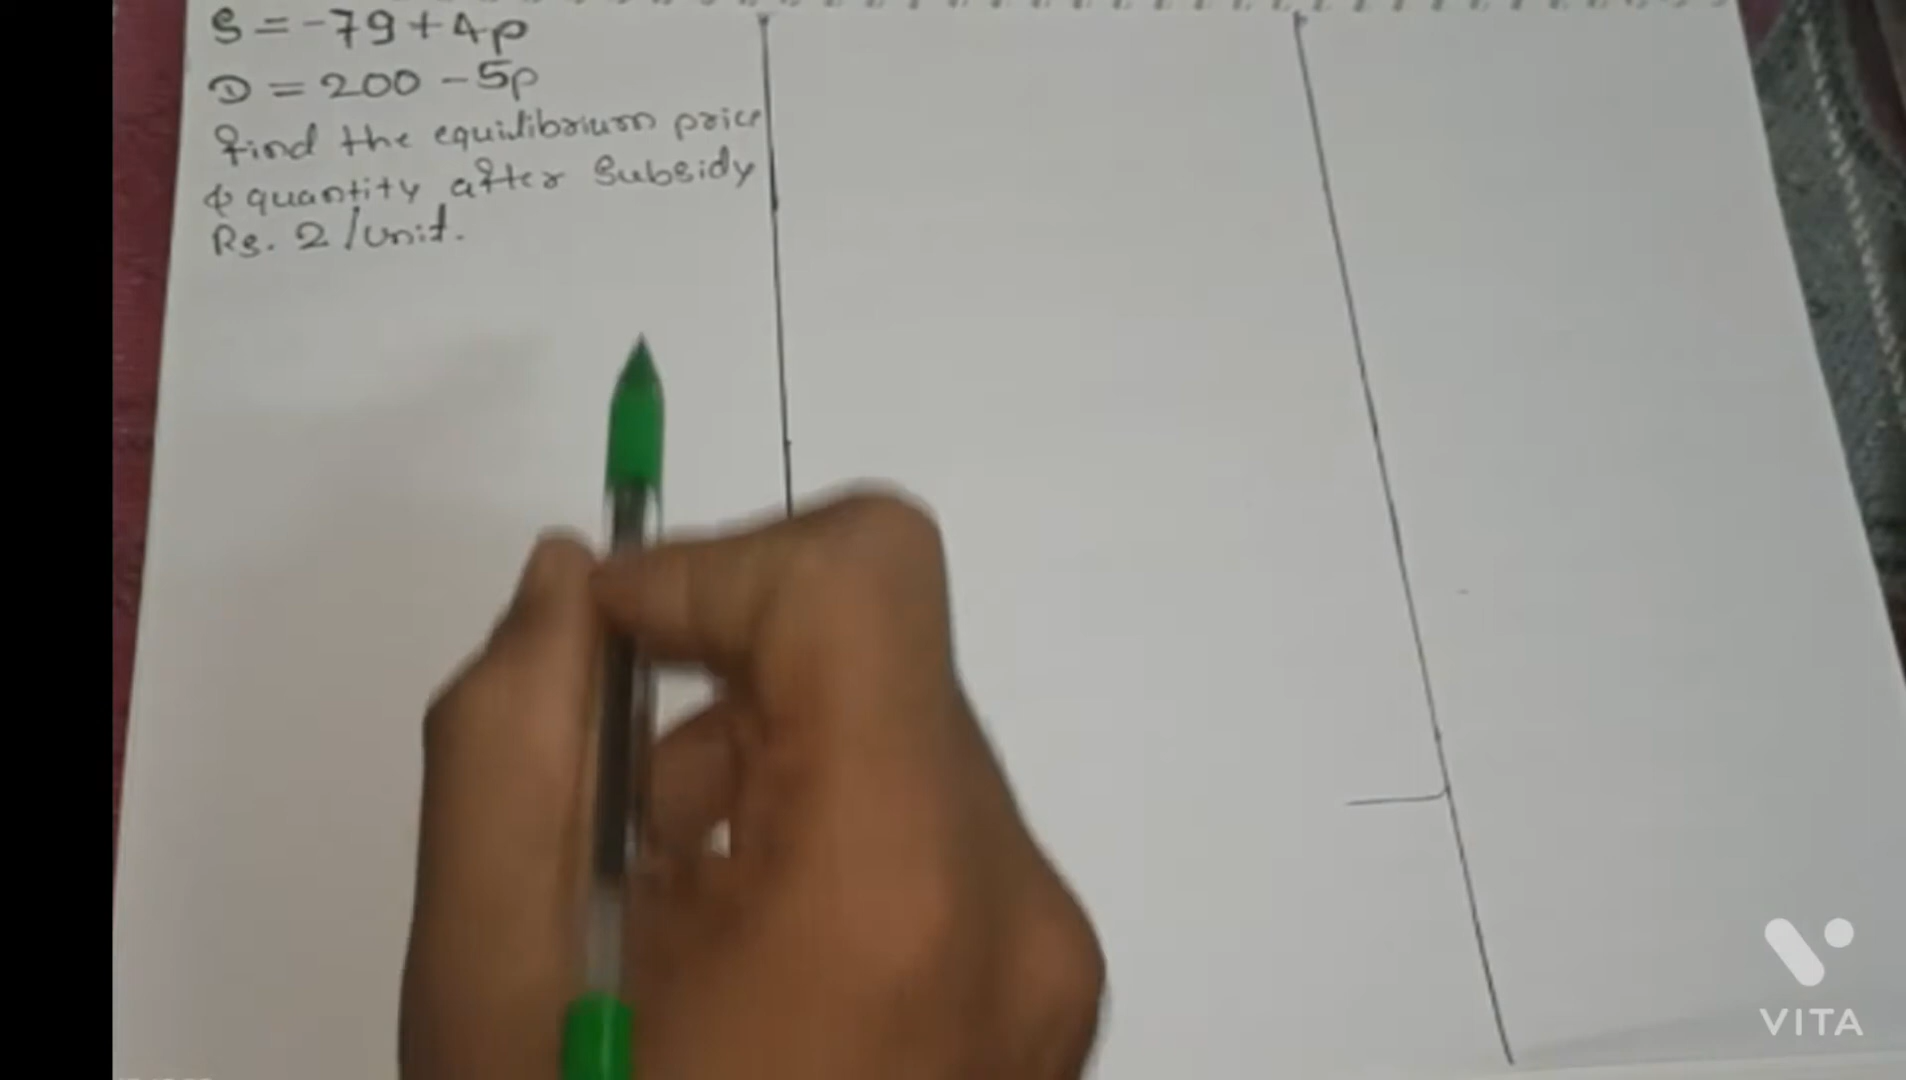 S = -79 + 4p
D = 200 - 5p
find the equilibrium price
& quantity after Subsidy
Rs. 2 /unit.
VITA